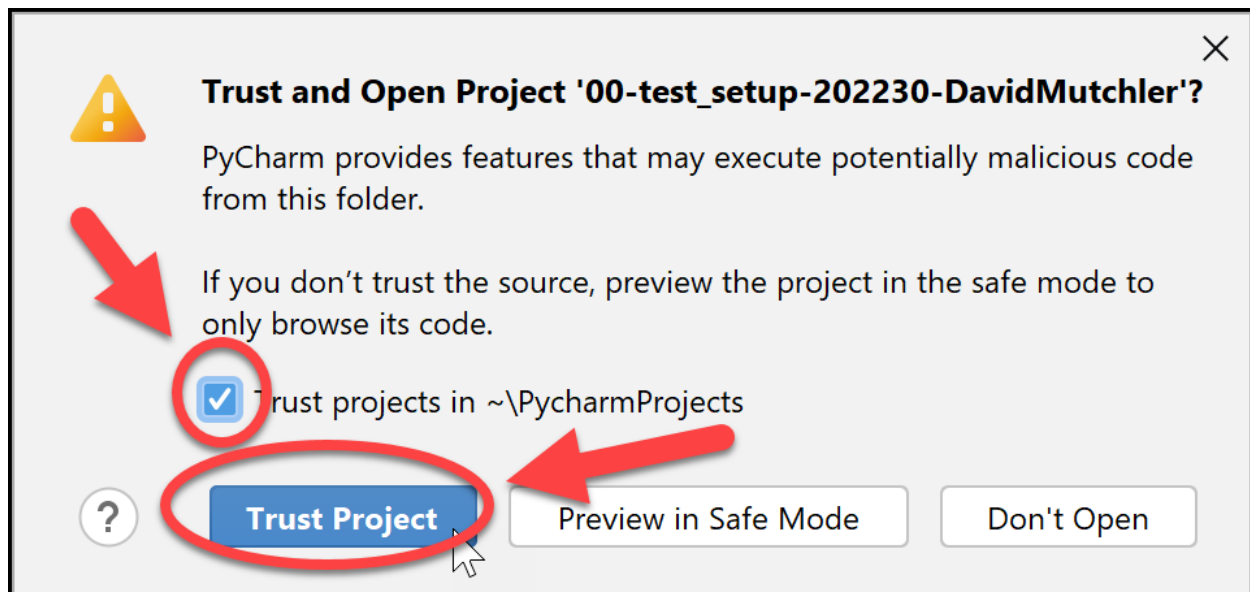 Trust and Open Project '00-test_setup-202230-DavidMutchler'?
PyCharm provides features that may execute potentially malicious code
from this folder.
If you don’t trust the source, preview the project in the safe mode to
only browse its code.
Trust projects in ~\PycharmProjects
? Trust Project Preview in Safe Mode Don't Open